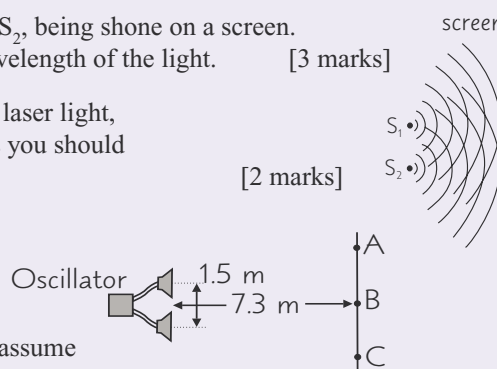 S₂, being shone on a screen.
velength of the light. [3 marks]
laser light,
you should
[2 marks]
screen
S₁
S₂
Oscillator
1.5 m
7.3 m
A
B
C
assume